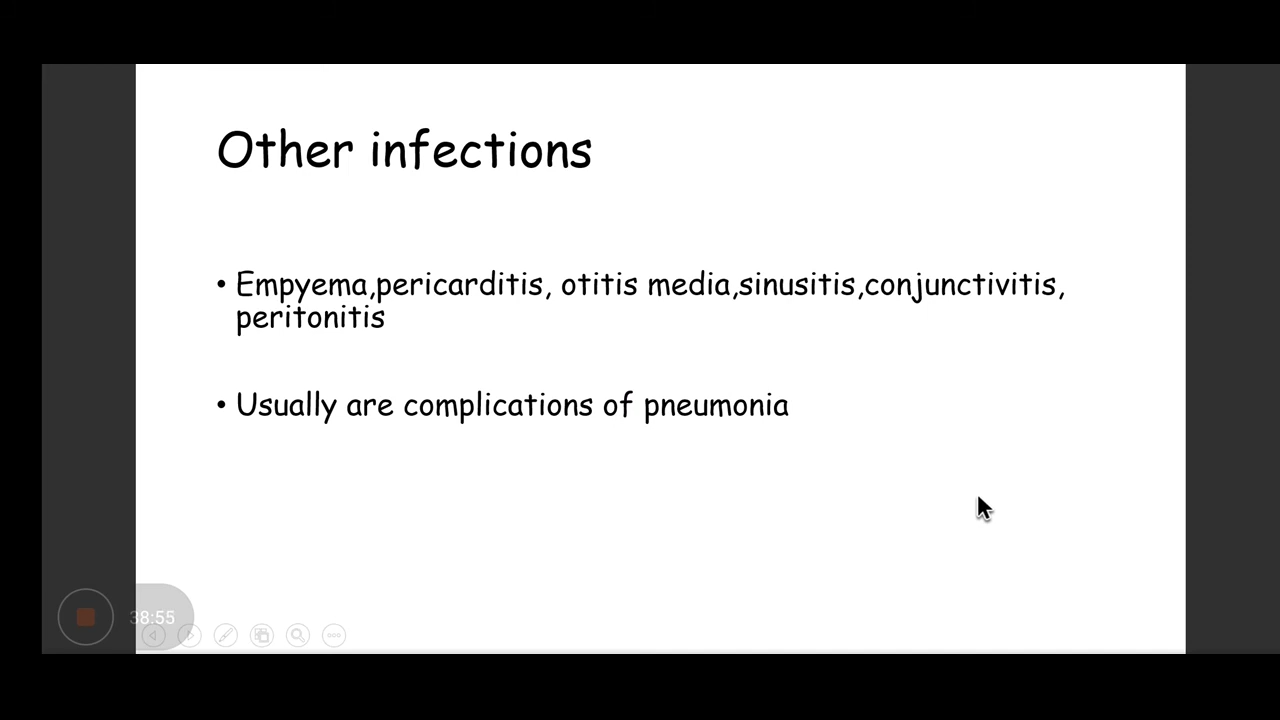 Other infections
• Empyema,pericarditis, otitis media,sinusitis,conjunctivitis,
peritonitis
• Usually are complications of pneumonia
38:55